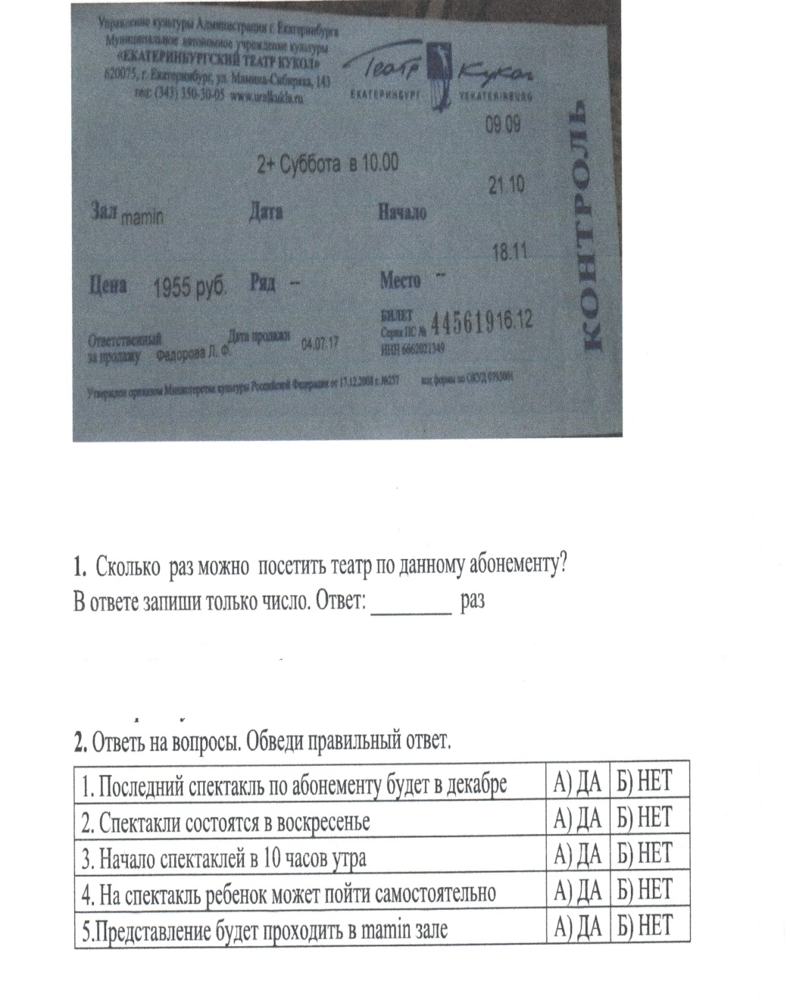 Управление культуры Администрации г. Екатеринбурга
Муниципальное автономное учреждение культуры
«ЕКАТЕРИНБУРГСКИЙ ТЕАТР КУКОЛ»
620075, г. Екатеринбург, ул. Мамина-Сибиряка, 143
тел: (343) 350-30-05 www.uralkukla.ru
Театр Кукол
ЕКАТЕРИНБУРГ YEKATERINBURG
09.09
2+ Суббота в 10.00
21.10
Зал mamin Дата Начало
18.11
Цена 1955 руб. Ряд – Место –
БИЛЕТ
Серия ПС № 445619 16.12
Ответственный
за продажу Федорова Л. Ф. Дата продажи 04.07.17
ИНН 6662021349
Утвержден приказом Министерства культуры Российской Федерации от 17.12.2008 г. №257 код формы по ОКУД 0793001
КОНТРОЛЬ
1. Сколько раз можно посетить театр по данному абонементу?
В ответе запиши только число. Ответ: _________ раз
2. Ответь на вопросы. Обведи правильный ответ.
1. Последний спектакль по абонементу будет в декабре А) ДА Б) НЕТ
2. Спектакли состоятся в воскресенье А) ДА Б) НЕТ
3. Начало спектаклей в 10 часов утра А) ДА Б) НЕТ
4. На спектакль ребенок может пойти самостоятельно А) ДА Б) НЕТ
5.Представление будет проходить в mamin зале А) ДА Б) НЕТ